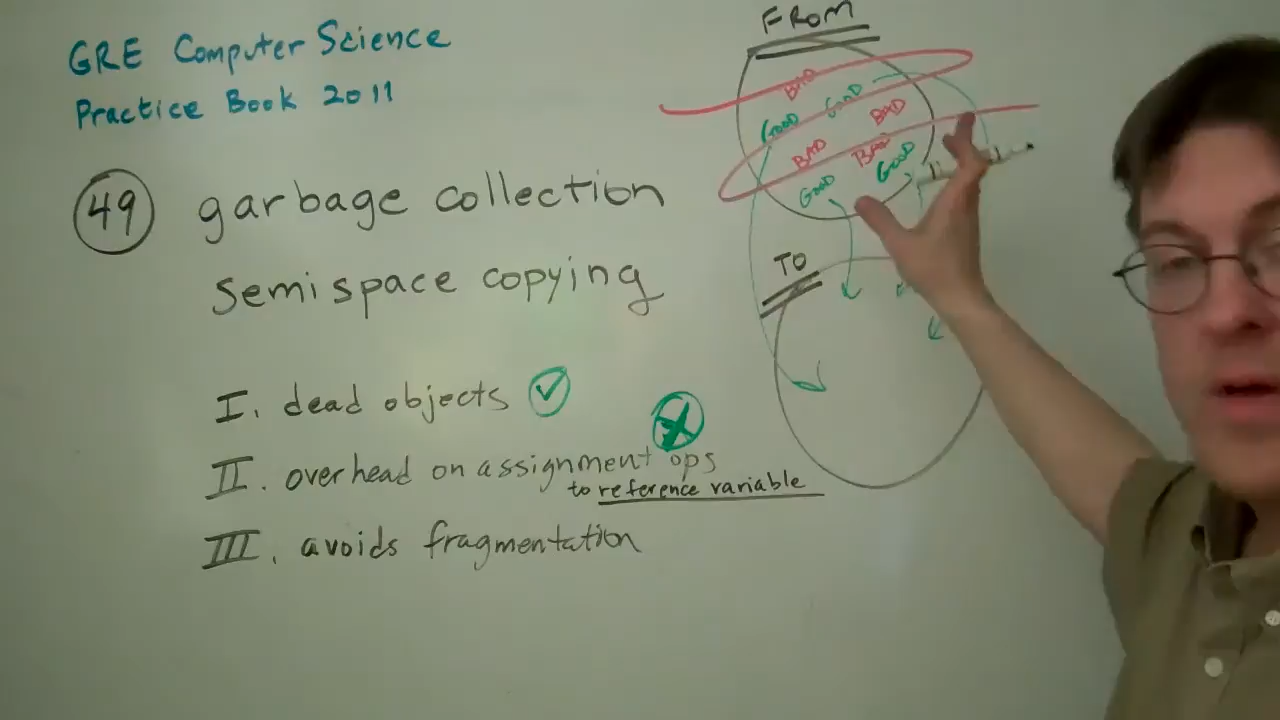 GRE Computer Science
Practice Book 2011
49 garbage collection
semispace copying
I. dead objects
II. overhead on assignment ops
to reference variable
III. avoids fragmentation
FROM
BAD
GOOD GOOD BAD
BAD BAD GOOD
GOOD
TO